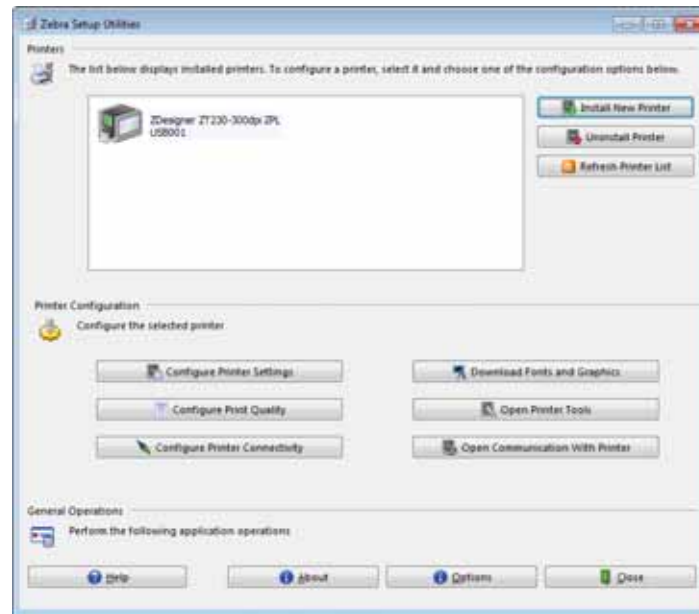 Zebra Setup Utilities
Printers
The list below displays installed printers. To configure a printer, select it and choose one of the configuration options below.
ZDesigner ZT230-300dpi ZPL
USB001
Install New Printer
Uninstall Printer
Refresh Printer List
Printer Configuration
Configure the selected printer
Configure Printer Settings
Download Fonts and Graphics
Configure Print Quality
Open Printer Tools
Configure Printer Connectivity
Open Communication With Printer
General Operations
Perform the following application operations
Help
About
Options
Close